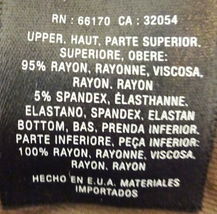 RN : 66170 CA : 32054
UPPER. HAUT, PARTE SUPERIOR.
SUPERIORE, OBERE:
95% RAYON, RAYONNE, VISCOSA.
RAYON. RAYON
5% SPANDEX, ÉLASTHANNE.
ELASTANO, SPANDEX, ELASTAN
BOTTOM, BAS, PRENDA INFERIOR.
PARTE INFERIORE, PEÇA INFERIOR:
100% RAYON, RAYONNE, VISCOSA.
RAYON. RAYON
HECHO EN E.U.A. MATERIALES
IMPORTADOS